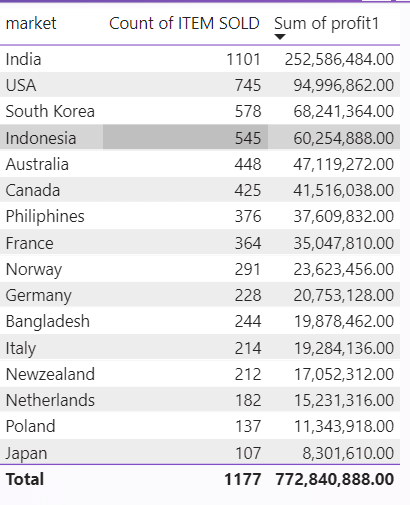 market Count of ITEM SOLD Sum of profit1
India 1101 252,586,484.00
USA 745 94,996,862.00
South Korea 578 68,241,364.00
Indonesia 545 60,254,888.00
Australia 448 47,119,272.00
Canada 425 41,516,038.00
Philiphines 376 37,609,832.00
France 364 35,047,810.00
Norway 291 23,623,456.00
Germany 228 20,753,128.00
Bangladesh 244 19,878,462.00
Italy 214 19,284,136.00
Newzealand 212 17,052,312.00
Netherlands 182 15,231,316.00
Poland 137 11,343,918.00
Japan 107 8,301,610.00
Total 1177 772,840,888.00